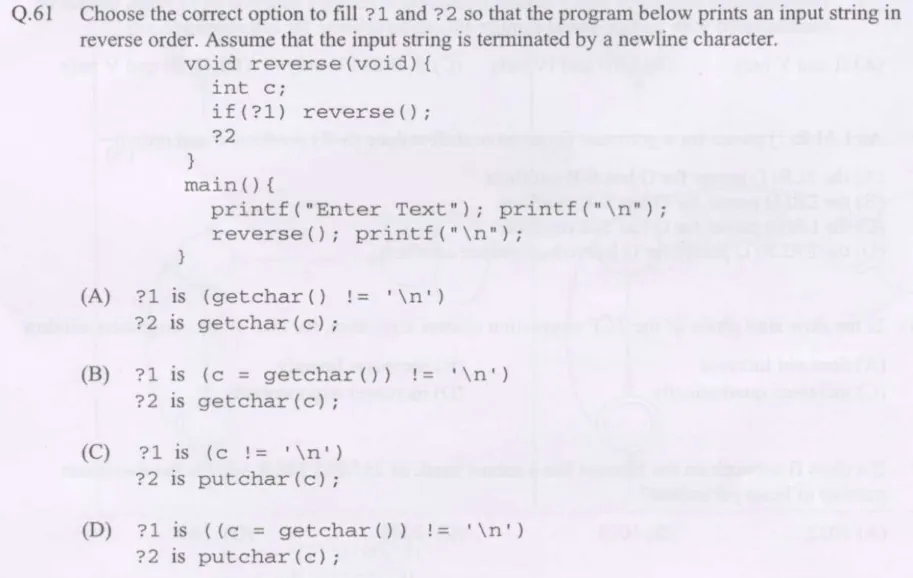 Q.61 Choose the correct option to fill ?1 and ?2 so that the program below prints an input string in
reverse order. Assume that the input string is terminated by a newline character.
void reverse(void){
int c;
if(?1) reverse();
?2
}
main(){
printf("Enter Text"); printf("\n");
reverse(); printf("\n");
}
(A) ?1 is (getchar() != '\n')
?2 is getchar(c);
(B) ?1 is (c = getchar()) != '\n')
?2 is getchar(c);
(C) ?1 is (c != '\n')
?2 is putchar(c);
(D) ?1 is ((c = getchar()) != '\n')
?2 is putchar(c);